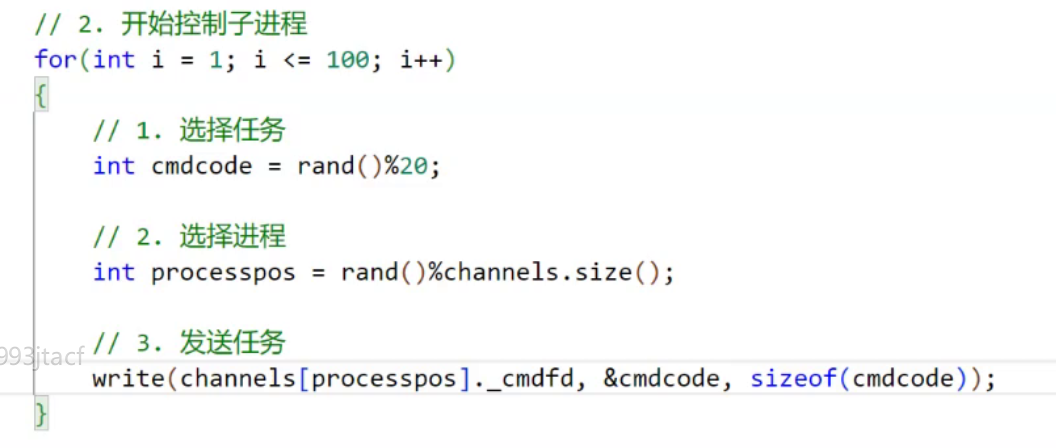 // 2. 开始控制子进程
for(int i = 1; i <= 100; i++)
{
// 1. 选择任务
int cmdcode = rand()%20;
// 2. 选择进程
int processpos = rand()%channels.size();
// 3. 发送任务
993jtacf
write(channels[processpos]._cmdfd, &cmdcode, sizeof(cmdcode));
}